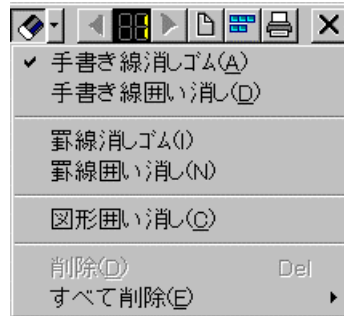 手書き線消しゴム(A)
手書き線囲い消し(D)
罫線消しゴム(I)
罫線囲い消し(N)
図形囲い消し(C)
削除(D) Del
すべて削除(E)